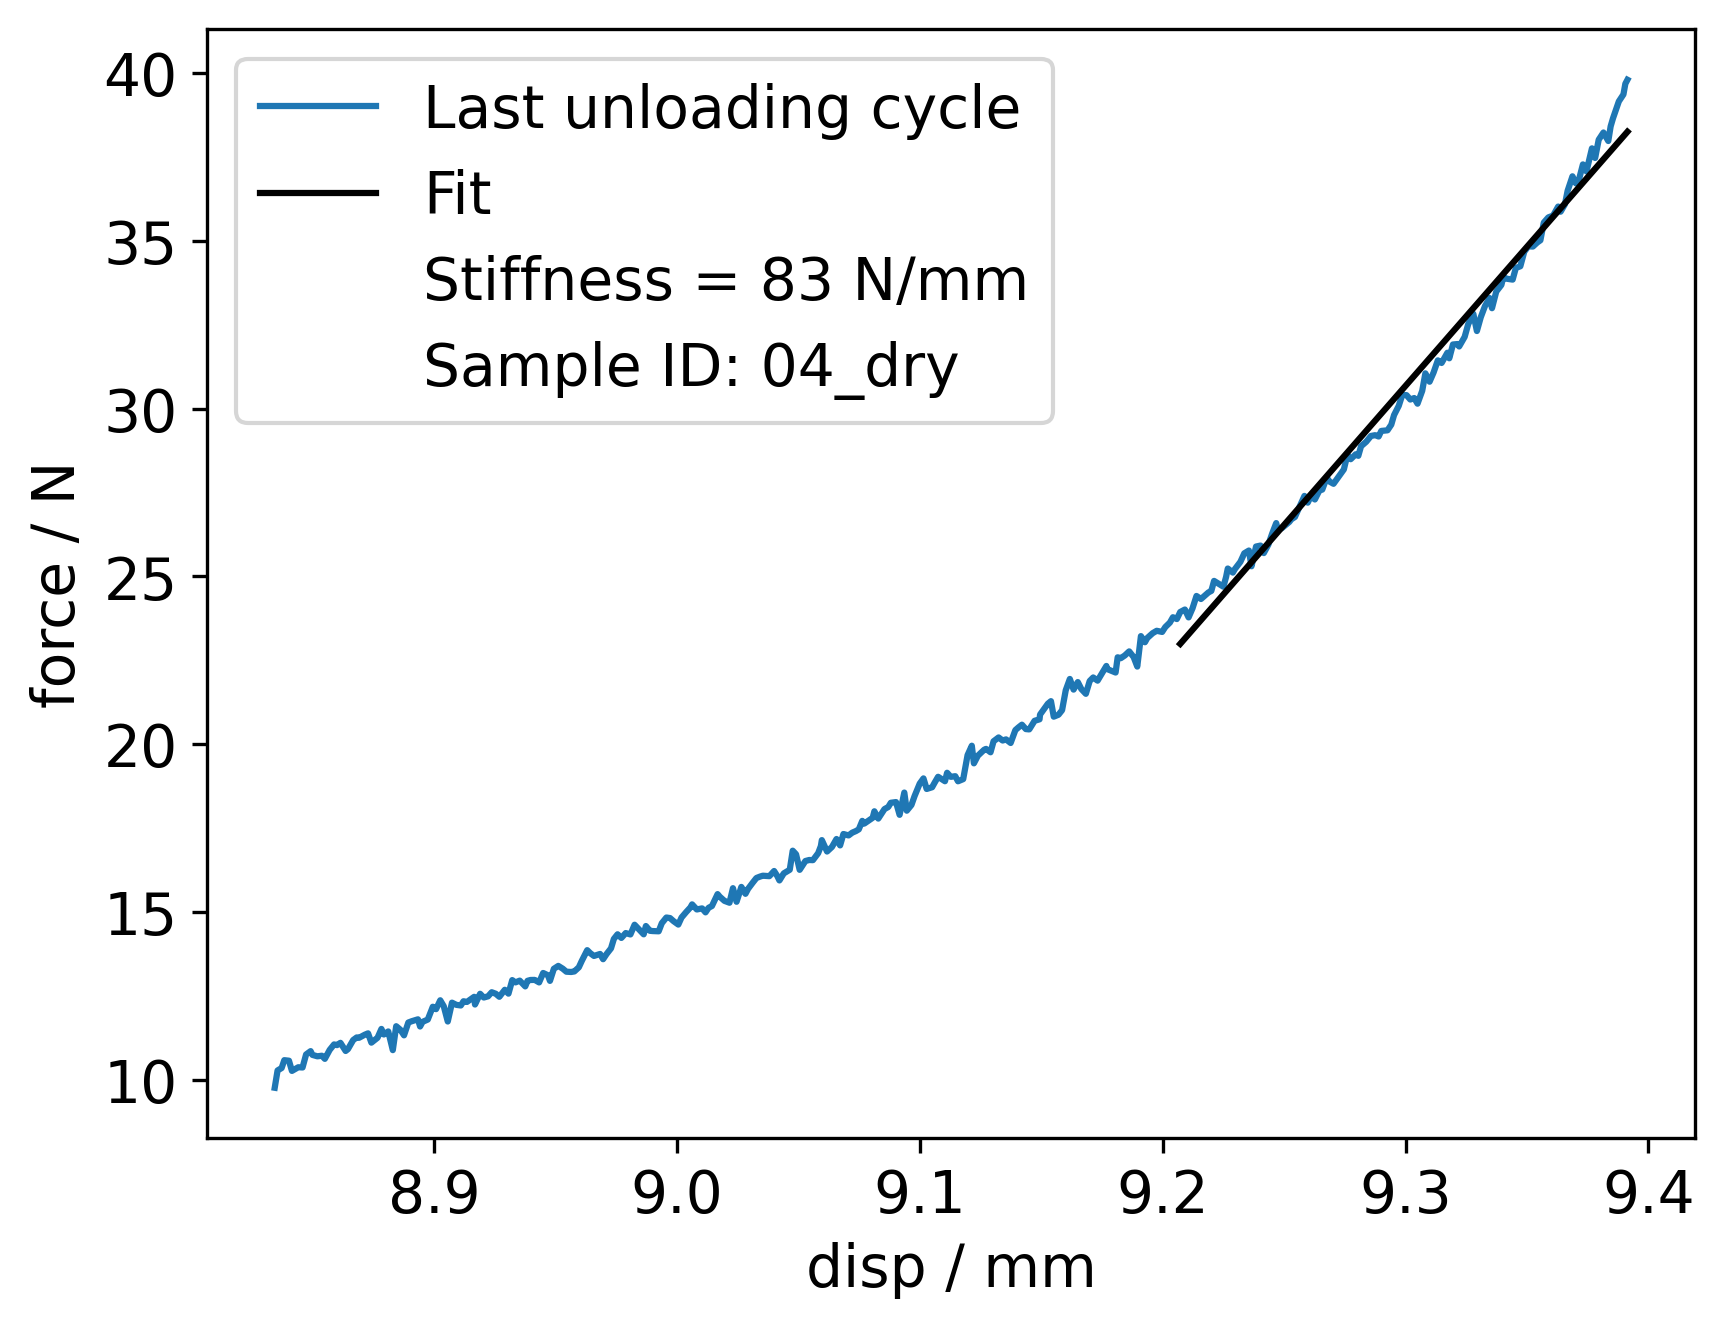 Last unloading cycle
Fit
Stiffness = 83 N/mm
Sample ID: 04_dry
force / N
40
35
30
25
20
15
10
8.9 9.0 9.1 9.2 9.3 9.4
disp / mm